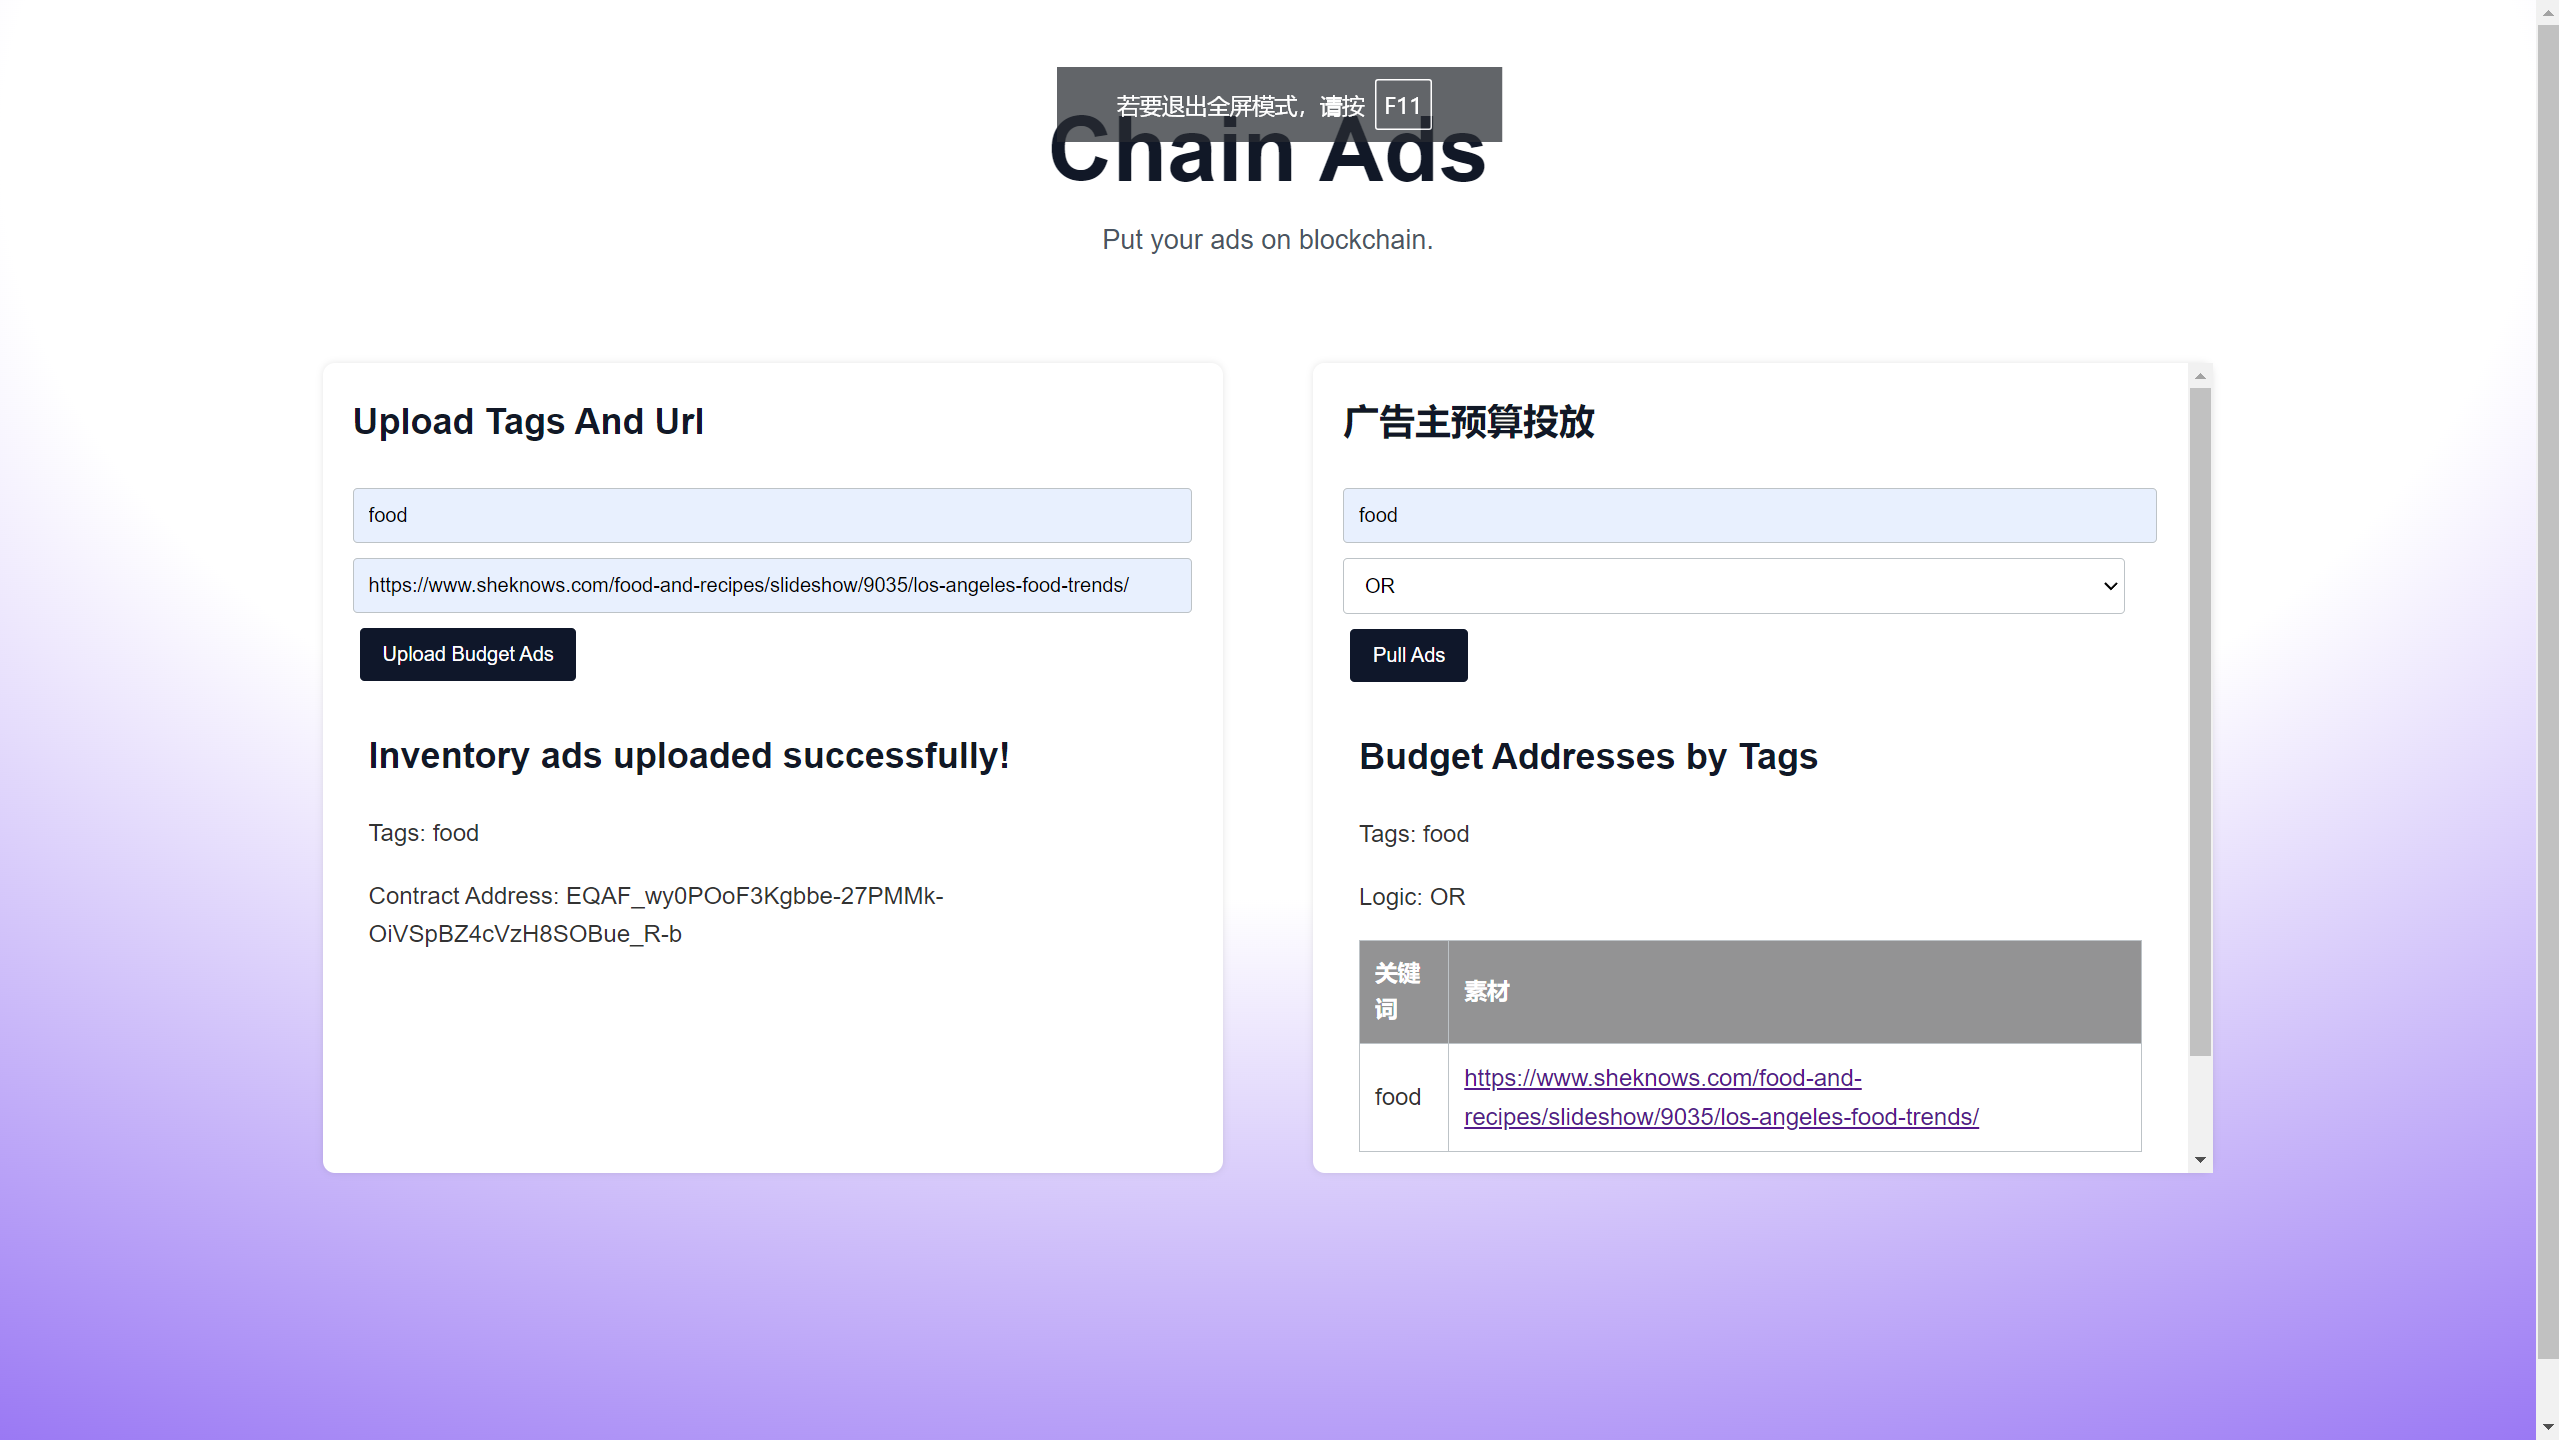 若要退出全屏模式，请按 F11
Chain Ads
Put your ads on blockchain.
Upload Tags And Url
food
https://www.sheknows.com/food-and-recipes/slideshow/9035/los-angeles-food-trends/
Upload Budget Ads
Inventory ads uploaded successfully!
Tags: food
Contract Address: EQAF_wy0POoF3Kgbbe-27PMMk-
OiVSpBZ4cVzH8SOBue_R-b
广告主预算投放
food
OR
Pull Ads
Budget Addresses by Tags
Tags: food
Logic: OR
关键
词
素材
food
https://www.sheknows.com/food-and-
recipes/slideshow/9035/los-angeles-food-trends/